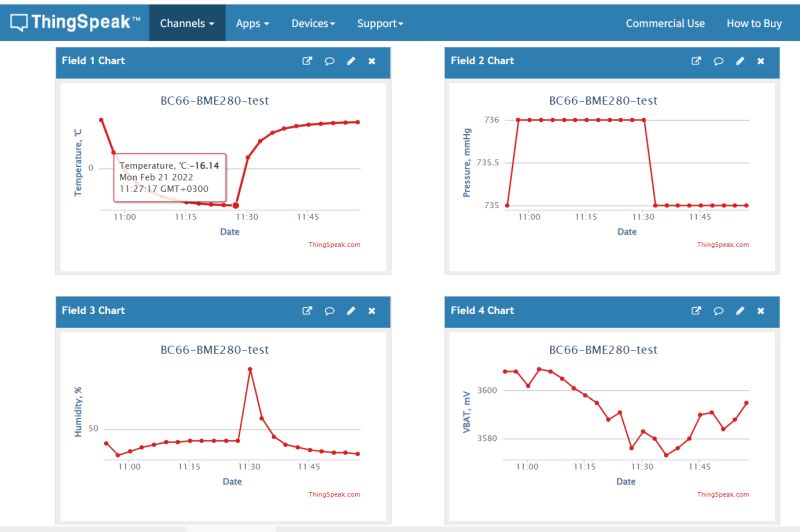 ThingSpeak™ Channels Apps Devices Support Commercial Use How to Buy
Field 1 Chart
BC66-BME280-test
Temperature, ℃
0
Temperature, ℃:-16.14
Mon Feb 21 2022
11:27:17 GMT+0300
11:00 11:15 11:30 11:45
Date
ThingSpeak.com
Field 2 Chart
BC66-BME280-test
Pressure, mmHg
736
735.5
735
11:00 11:15 11:30 11:45
Date
ThingSpeak.com
Field 3 Chart
BC66-BME280-test
Humidity, %
50
11:00 11:15 11:30 11:45
Date
ThingSpeak.com
Field 4 Chart
BC66-BME280-test
VBAT, mV
3600
3580
11:00 11:15 11:30 11:45
Date
ThingSpeak.com